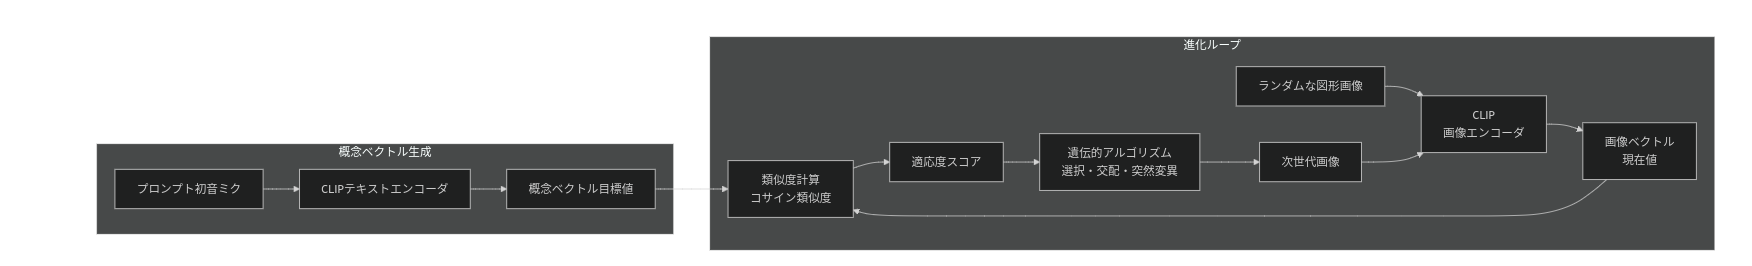 概念ベクトル生成
プロンプト初音ミク
CLIPテキストエンコーダ
概念ベクトル目標値
進化ループ
類似度計算
コサイン類似度
適応度スコア
遺伝的アルゴリズム
選択・交配・突然変異
ランダムな図形画像
次世代画像
CLIP
画像エンコーダ
画像ベクトル
現在値